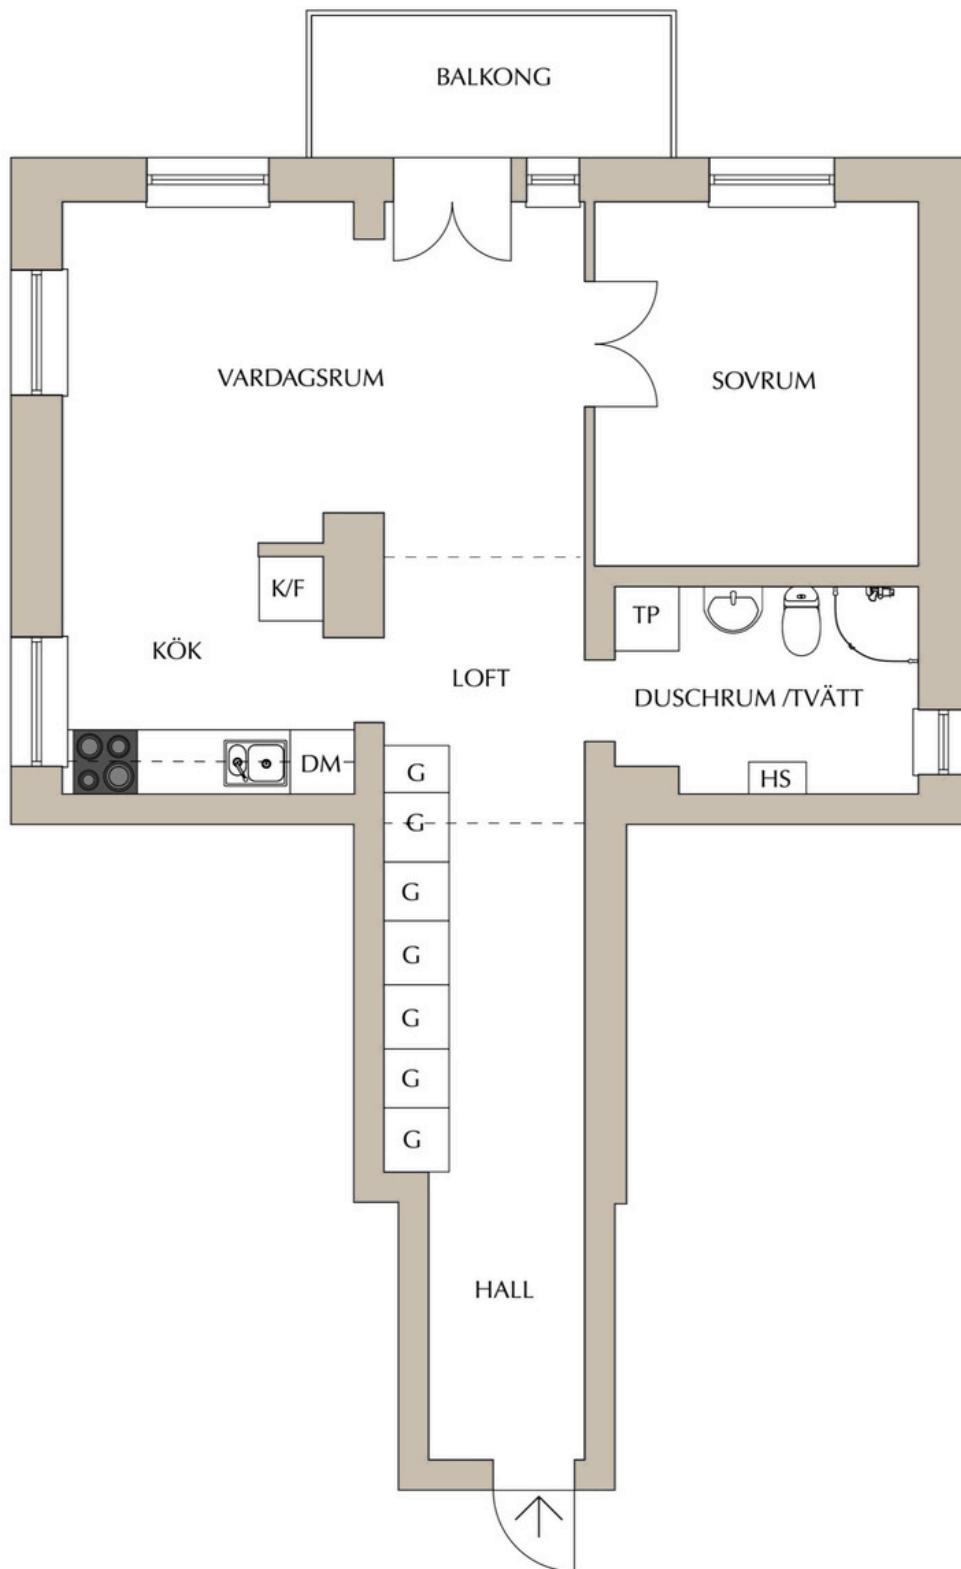 BALKONG
VARDAGSRUM
SOVRUM
K/F
TP
KÖK
LOFT
DUSCHRUM /TVÄTT
DM
G
HS
G
G
G
G
G
G
HALL